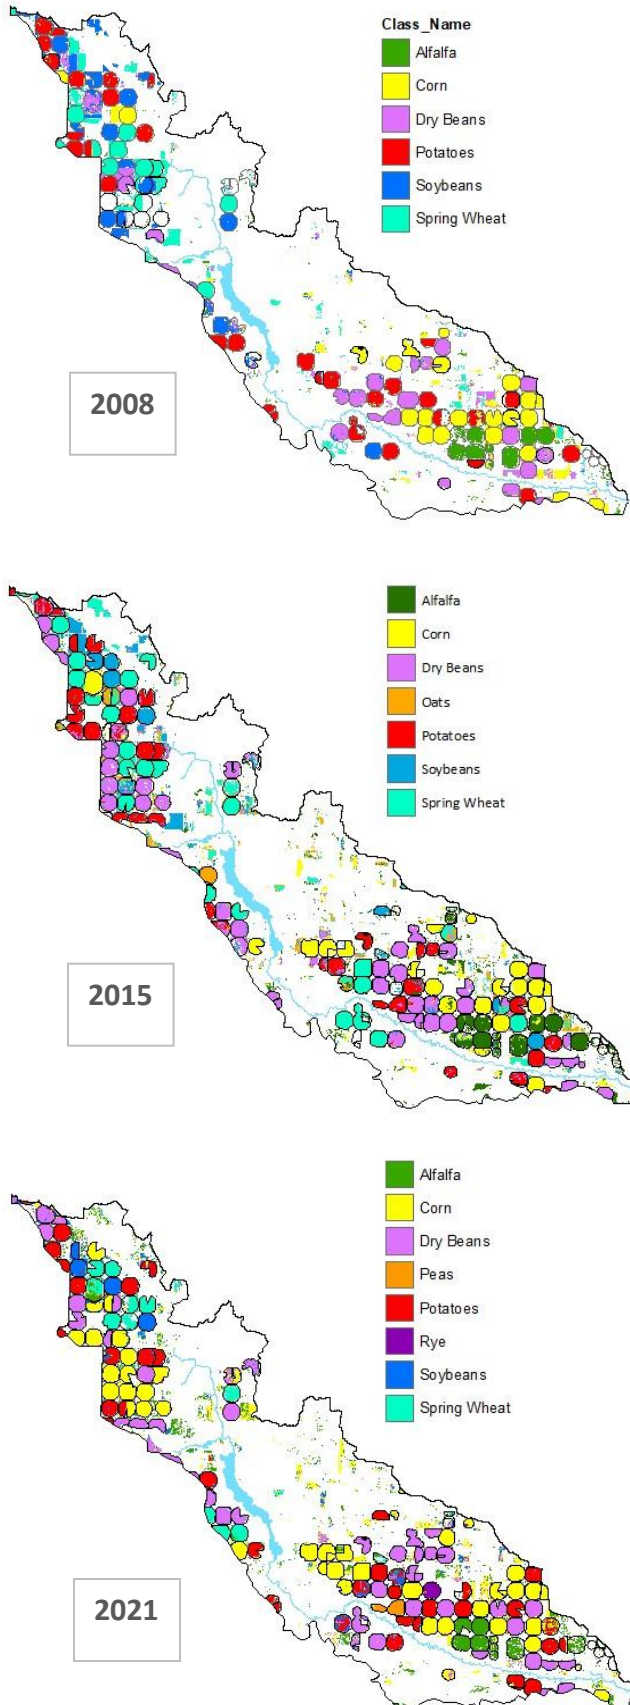 Class_Name
Alfalfa
Corn
Dry Beans
Potatoes
Soybeans
Spring Wheat
2008
Alfalfa
Corn
Dry Beans
Oats
Potatoes
Soybeans
Spring Wheat
2015
Alfalfa
Corn
Dry Beans
Peas
Potatoes
Rye
Soybeans
Spring Wheat
2021